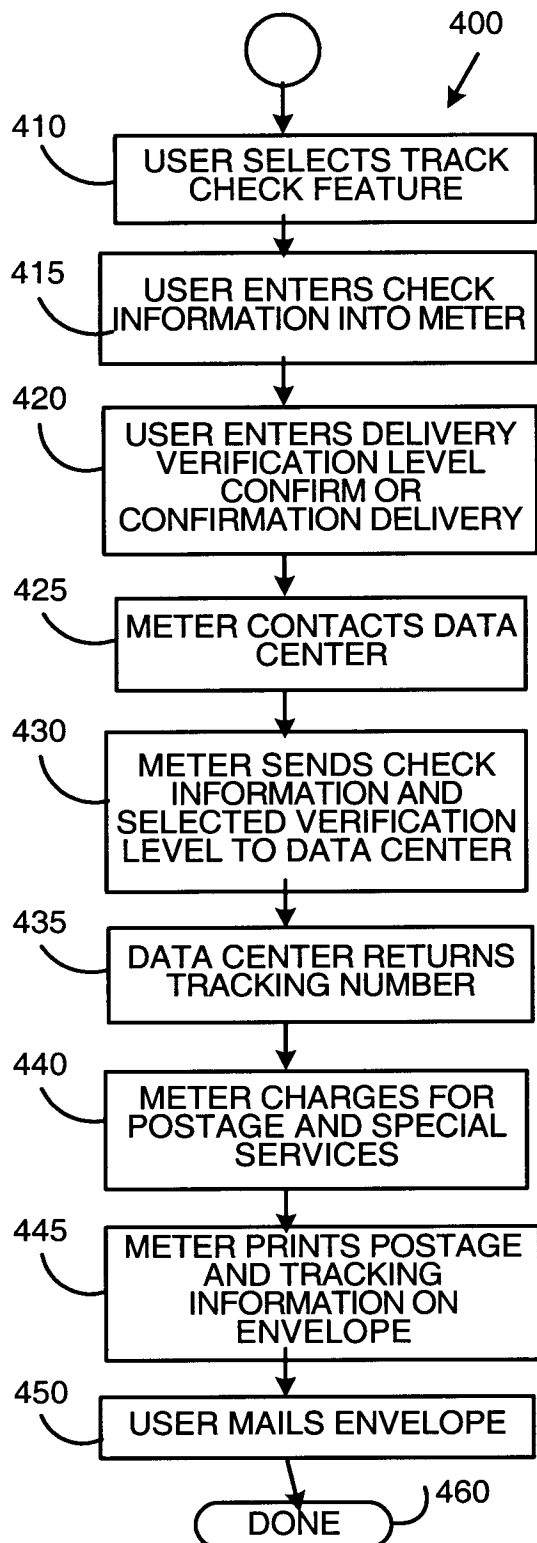 400
410
USER SELECTS TRACK
CHECK FEATURE
415
USER ENTERS CHECK
INFORMATION INTO METER
420
USER ENTERS DELIVERY
VERIFICATION LEVEL
CONFIRM OR
CONFIRMATION DELIVERY
425
METER CONTACTS DATA
CENTER
430
METER SENDS CHECK
INFORMATION AND
SELECTED VERIFICATION
LEVEL TO DATA CENTER
435
DATA CENTER RETURNS
TRACKING NUMBER
440
METER CHARGES FOR
POSTAGE AND SPECIAL
SERVICES
445
METER PRINTS POSTAGE
AND TRACKING
INFORMATION ON
ENVELOPE
450
USER MAILS ENVELOPE
460
DONE